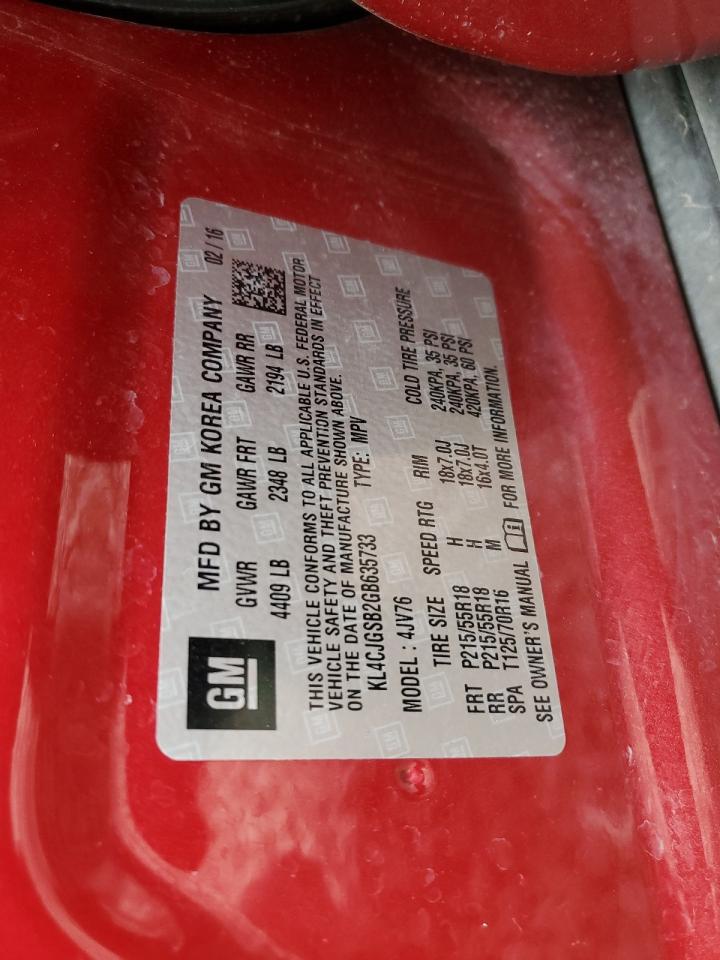 GM
MFD BY GM KOREA COMPANY 02/16
GVWR GAWR FRT GAWR RR
4409 LB 2348 LB 2194 LB
THIS VEHICLE CONFORMS TO ALL APPLICABLE U.S. FEDERAL MOTOR
VEHICLE SAFETY AND THEFT PREVENTION STANDARDS IN EFFECT
ON THE DATE OF MANUFACTURE SHOWN ABOVE.
KL4CJGSB2GB635733 TYPE: MPV
MODEL : 4JV76
TIRE SIZE SPEED RTG RIM COLD TIRE PRESSURE
FRT P215/55R18 H 18x7.0J 240KPA, 35 PSI
RR P215/55R18 H 18x7.0J 240KPA, 35 PSI
SPA T125/70R16 M 16x4.0T 420KPA, 60 PSI
SEE OWNER'S MANUAL FOR MORE INFORMATION.